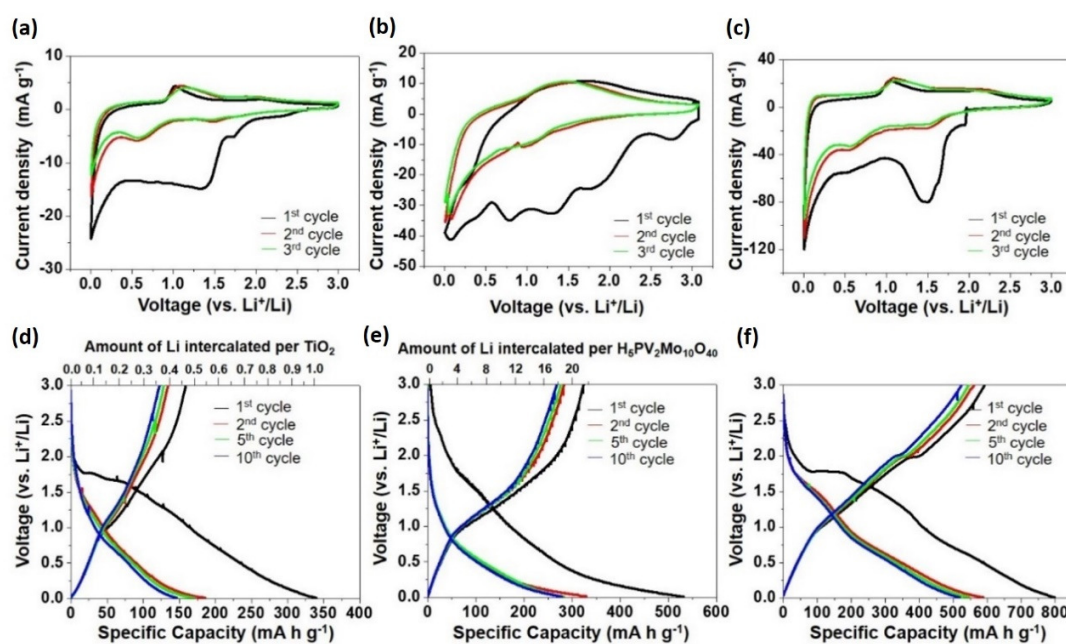 (a)
10
0
-10
-20
-30
Current density (mA g⁻¹)
1ˢᵗ cycle
2ⁿᵈ cycle
3ʳᵈ cycle
0.0 0.5 1.0 1.5 2.0 2.5 3.0
Voltage (vs. Li⁺/Li)
(b)
20
10
0
-10
-20
-30
-40
-50
Current density (mA g⁻¹)
1ˢᵗ cycle
2ⁿᵈ cycle
3ʳᵈ cycle
0.0 0.5 1.0 1.5 2.0 2.5 3.0
Voltage (vs. Li⁺/Li)
(c)
40
0
-40
-80
-120
Current density (mA g⁻¹)
1ˢᵗ cycle
2ⁿᵈ cycle
3ʳᵈ cycle
0.0 0.5 1.0 1.5 2.0 2.5 3.0
Voltage (vs. Li⁺/Li)
(d)
Amount of Li intercalated per TiO₂
0.0 0.1 0.2 0.3 0.4 0.5 0.6 0.7 0.8 0.9 1.0
3.0
2.5
2.0
1.5
1.0
0.5
0.0
Voltage (vs. Li⁺/Li)
1ˢᵗ cycle
2ⁿᵈ cycle
5ᵗʰ cycle
10ᵗʰ cycle
0 100 200 300 400 500 600
Specific Capacity (mA h g⁻¹)
(e)
Amount of Li intercalated per H₅PV₂Mo₁₀O₄₀
0 2 4 6 8 10 12 14 16 18 20
3.0
2.5
2.0
1.5
1.0
0.5
0.0
Voltage (vs. Li⁺/Li)
1ˢᵗ cycle
2ⁿᵈ cycle
5ᵗʰ cycle
10ᵗʰ cycle
0 100 200 300 400 500 600
Specific Capacity (mA h g⁻¹)
(f)
3.0
2.5
2.0
1.5
1.0
0.5
0.0
Voltage (vs. Li⁺/Li)
1ˢᵗ cycle
2ⁿᵈ cycle
5ᵗʰ cycle
10ᵗʰ cycle
0 100 200 300 400 500 600 700 800
Specific Capacity (mA h g⁻¹)